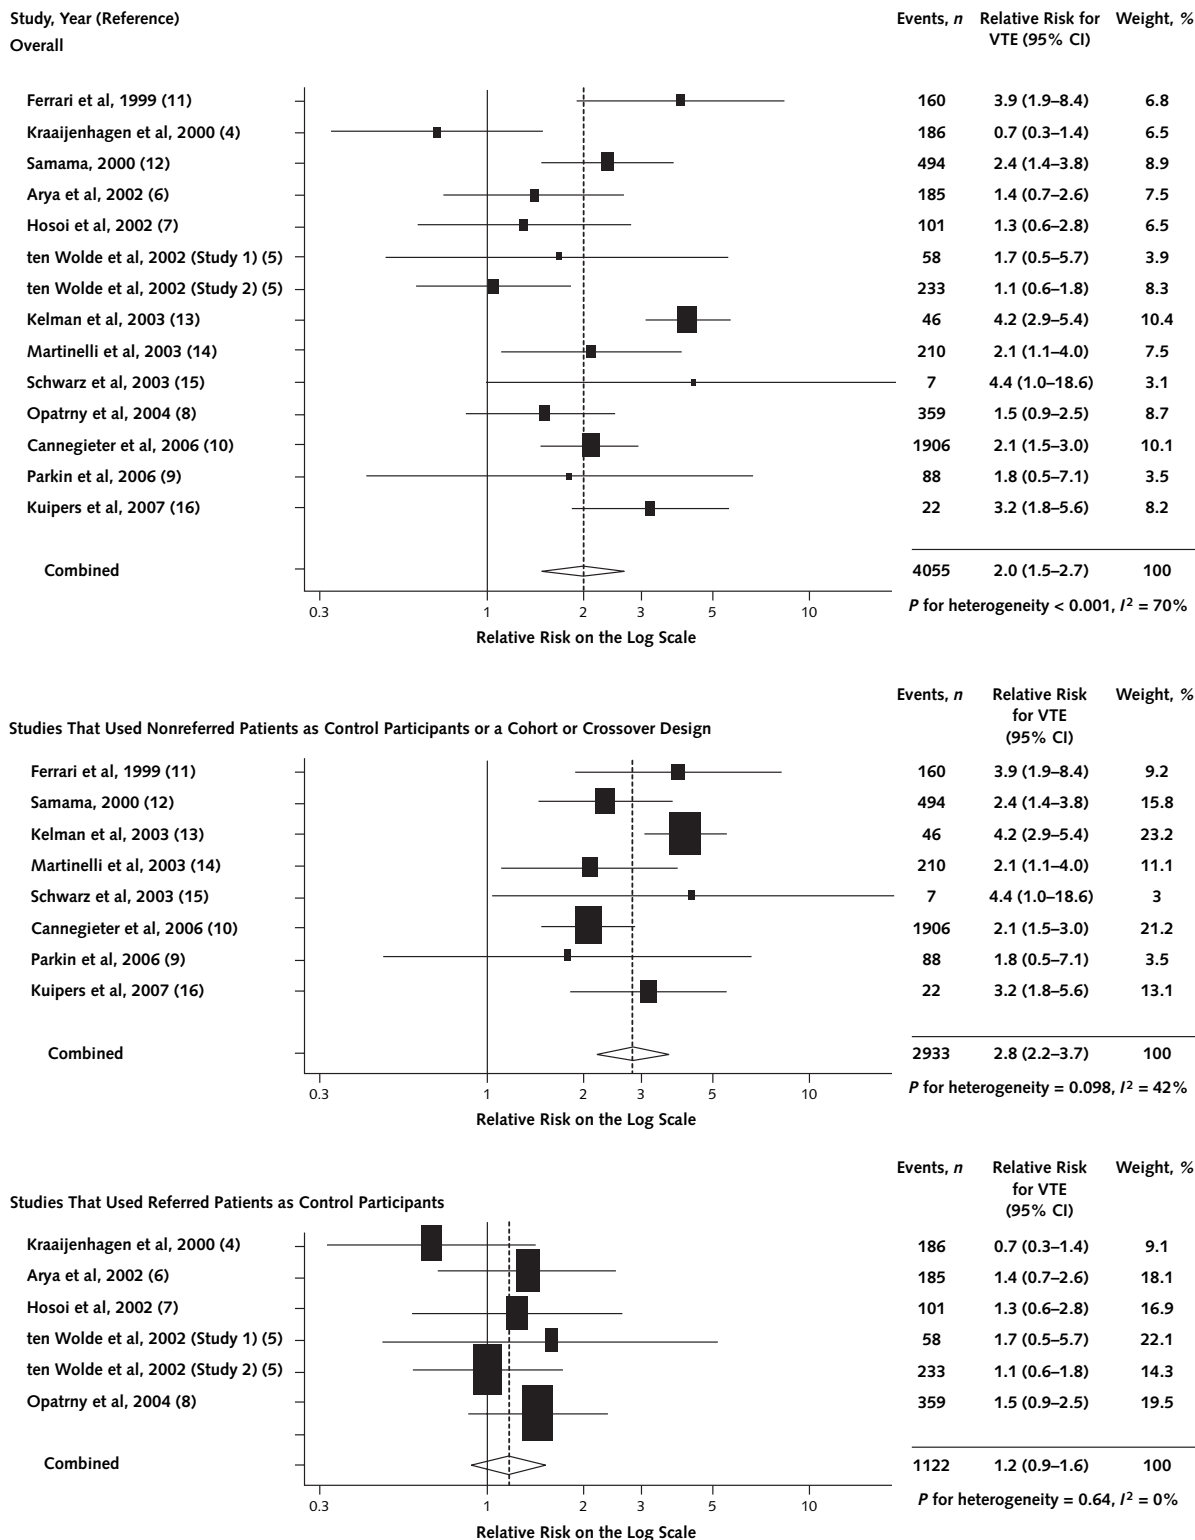 Study, Year (Reference) Events, n Relative Risk for VTE (95% CI) Weight, %
Overall
Ferrari et al, 1999 (11) 160 3.9 (1.9–8.4) 6.8
Kraaijenhagen et al, 2000 (4) 186 0.7 (0.3–1.4) 6.5
Samama, 2000 (12) 494 2.4 (1.4–3.8) 8.9
Arya et al, 2002 (6) 185 1.4 (0.7–2.6) 7.5
Hosoi et al, 2002 (7) 101 1.3 (0.6–2.8) 6.5
ten Wolde et al, 2002 (Study 1) (5) 58 1.7 (0.5–5.7) 3.9
ten Wolde et al, 2002 (Study 2) (5) 233 1.1 (0.6–1.8) 8.3
Kelman et al, 2003 (13) 46 4.2 (2.9–5.4) 10.4
Martinelli et al, 2003 (14) 210 2.1 (1.1–4.0) 7.5
Schwarz et al, 2003 (15) 7 4.4 (1.0–18.6) 3.1
Opatrny et al, 2004 (8) 359 1.5 (0.9–2.5) 8.7
Cannegieter et al, 2006 (10) 1906 2.1 (1.5–3.0) 10.1
Parkin et al, 2006 (9) 88 1.8 (0.5–7.1) 3.5
Kuipers et al, 2007 (16) 22 3.2 (1.8–5.6) 8.2
Combined 4055 2.0 (1.5–2.7) 100
P for heterogeneity < 0.001, I² = 70%
0.3 1 2 3 5 10
Relative Risk on the Log Scale
Events, n Relative Risk for VTE (95% CI) Weight, %
Studies That Used Nonreferred Patients as Control Participants or a Cohort or Crossover Design
Ferrari et al, 1999 (11) 160 3.9 (1.9–8.4) 9.2
Samama, 2000 (12) 494 2.4 (1.4–3.8) 15.8
Kelman et al, 2003 (13) 46 4.2 (2.9–5.4) 23.2
Martinelli et al, 2003 (14) 210 2.1 (1.1–4.0) 11.1
Schwarz et al, 2003 (15) 7 4.4 (1.0–18.6) 3
Cannegieter et al, 2006 (10) 1906 2.1 (1.5–3.0) 21.2
Parkin et al, 2006 (9) 88 1.8 (0.5–7.1) 3.5
Kuipers et al, 2007 (16) 22 3.2 (1.8–5.6) 13.1
Combined 2933 2.8 (2.2–3.7) 100
P for heterogeneity = 0.098, I² = 42%
0.3 1 2 3 5 10
Relative Risk on the Log Scale
Events, n Relative Risk for VTE (95% CI) Weight, %
Studies That Used Referred Patients as Control Participants
Kraaijenhagen et al, 2000 (4) 186 0.7 (0.3–1.4) 9.1
Arya et al, 2002 (6) 185 1.4 (0.7–2.6) 18.1
Hosoi et al, 2002 (7) 101 1.3 (0.6–2.8) 16.9
ten Wolde et al, 2002 (Study 1) (5) 58 1.7 (0.5–5.7) 22.1
ten Wolde et al, 2002 (Study 2) (5) 233 1.1 (0.6–1.8) 14.3
Opatrny et al, 2004 (8) 359 1.5 (0.9–2.5) 19.5
Combined 1122 1.2 (0.9–1.6) 100
P for heterogeneity = 0.64, I² = 0%
0.3 1 2 3 5 10
Relative Risk on the Log Scale